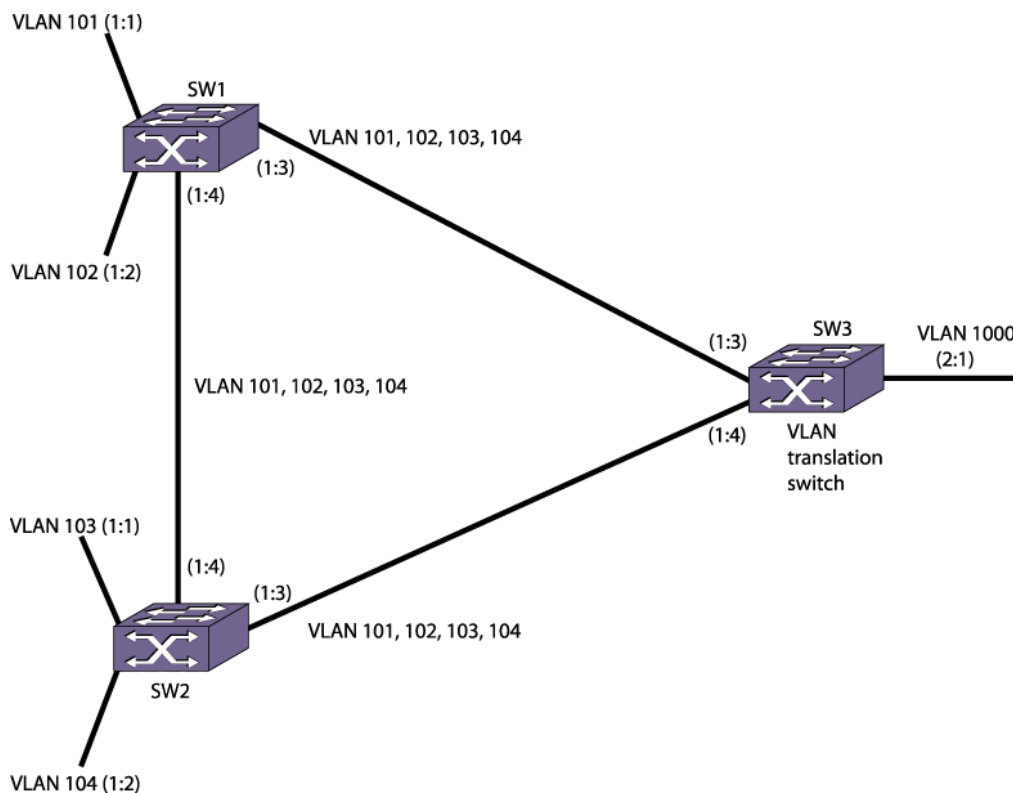 VLAN 101 (1:1)
SW1
VLAN 101, 102, 103, 104
(1:3)
(1:4)
VLAN 102 (1:2)
(1:3)
SW3
VLAN 1000
(2:1)
VLAN 101, 102, 103, 104
(1:4)
VLAN
translation
switch
VLAN 103 (1:1)
(1:4)
(1:3)
VLAN 101, 102, 103, 104
SW2
VLAN 104 (1:2)